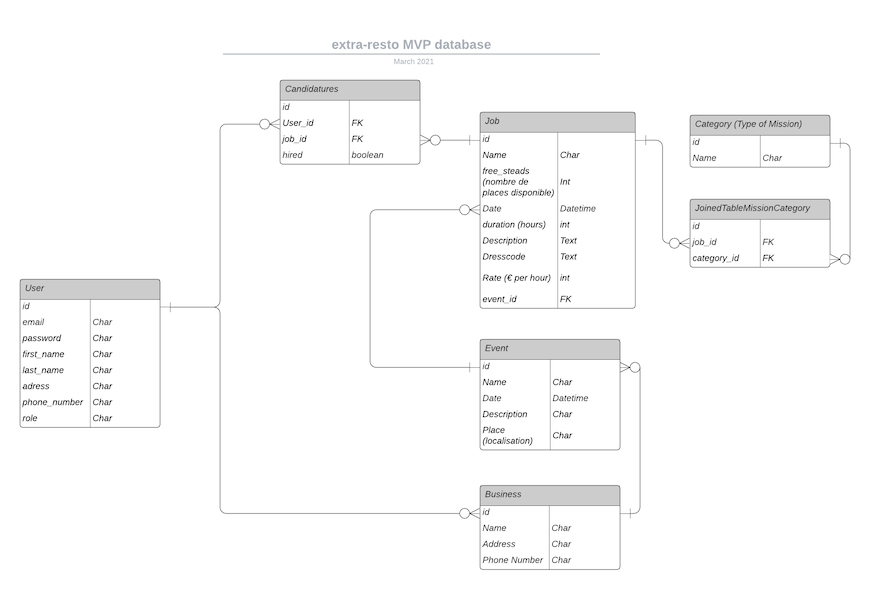 extra-resto MVP database
March 2021
Candidatures
id
User_id FK
job_id FK
hired boolean
Job
id
Name Char
free_steads
(nombre de
places disponible) Int
Date Datetime
duration (hours) int
Description Text
Dresscode Text
Rate (€ per hour) int
event_id FK
Category (Type of Mission)
id
Name Char
JoinedTableMissionCategory
id
job_id FK
category_id FK
User
id
email Char
password Char
first_name Char
last_name Char
adress Char
phone_number Char
role Char
Event
id
Name Char
Date Datetime
Description Char
Place
(localisation) Char
Business
id
Name Char
Address Char
Phone Number Char